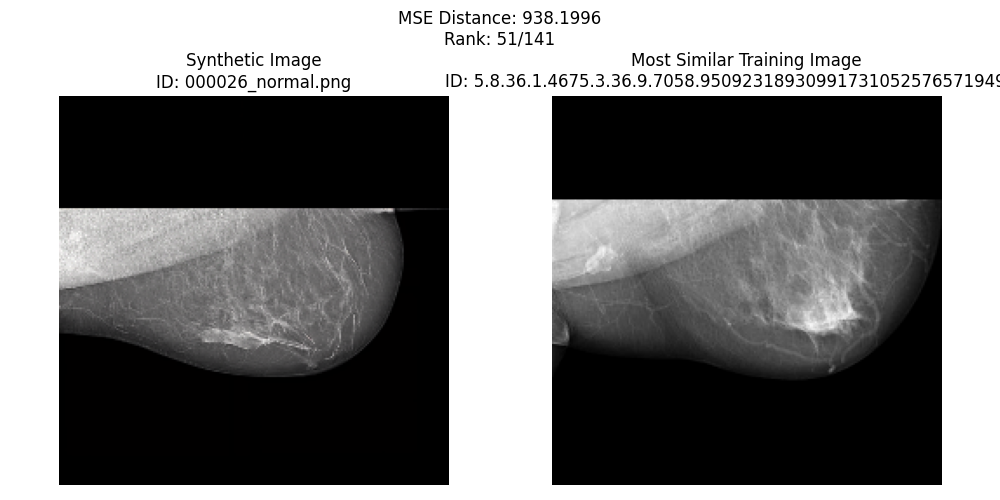 MSE Distance: 938.1996
Rank: 51/141
Synthetic Image
ID: 000026_normal.png
Most Similar Training Image
ID: 5.8.36.1.4675.3.36.9.7058.95092318930991731052576571949